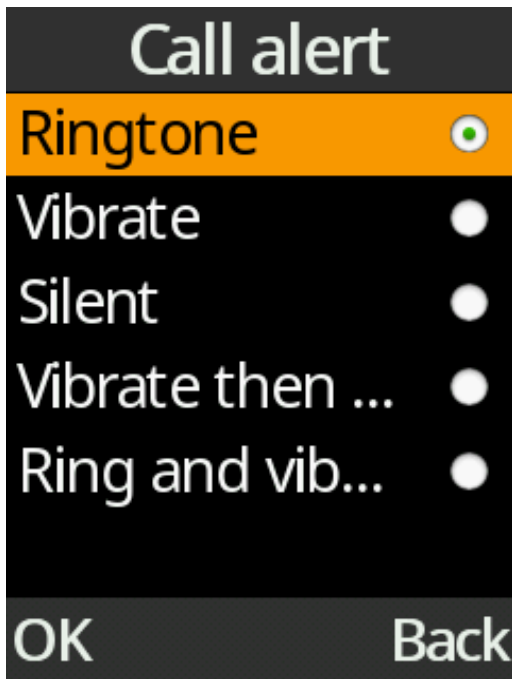 Call alert
Ringtone
Vibrate
Silent
Vibrate then ...
Ring and vib...
OK Back